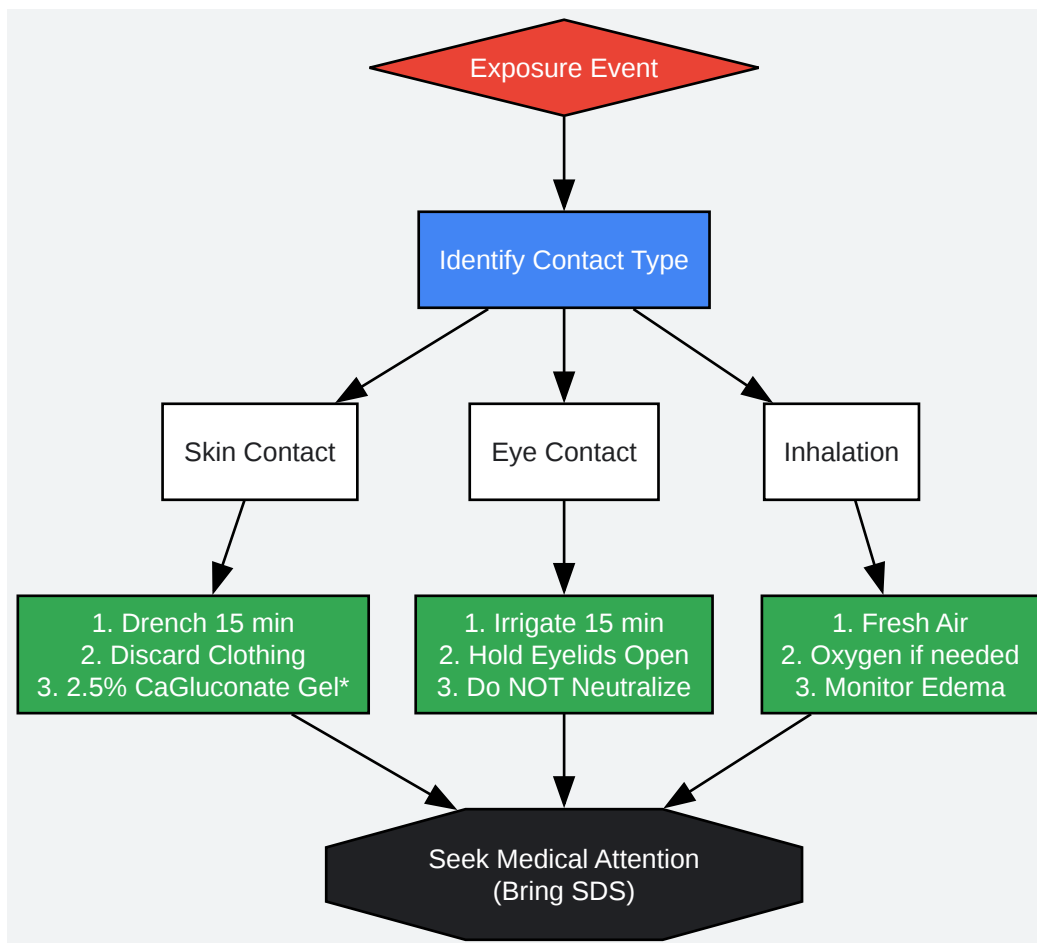 Exposure Event
Identify Contact Type
Skin Contact
Eye Contact
Inhalation
1. Drench 15 min
2. Discard Clothing
3. 2.5% CaGluconate Gel*
1. Irrigate 15 min
2. Hold Eyelids Open
3. Do NOT Neutralize
1. Fresh Air
2. Oxygen if needed
3. Monitor Edema
Seek Medical Attention
(Bring SDS)